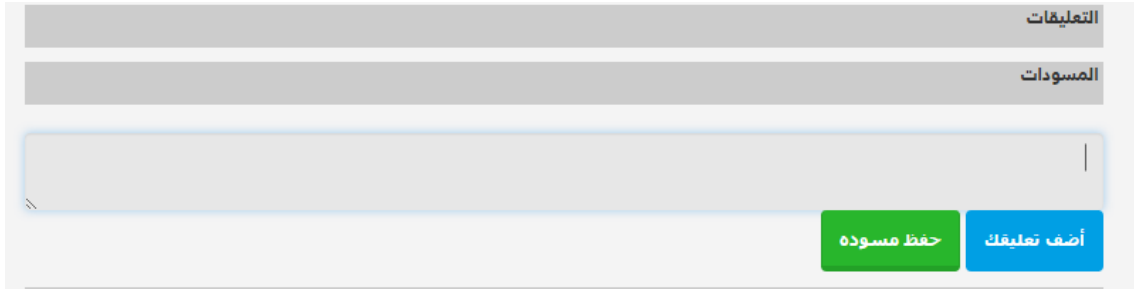 التعليقات
المسودات
أضف تعليقك حفظ مسوده